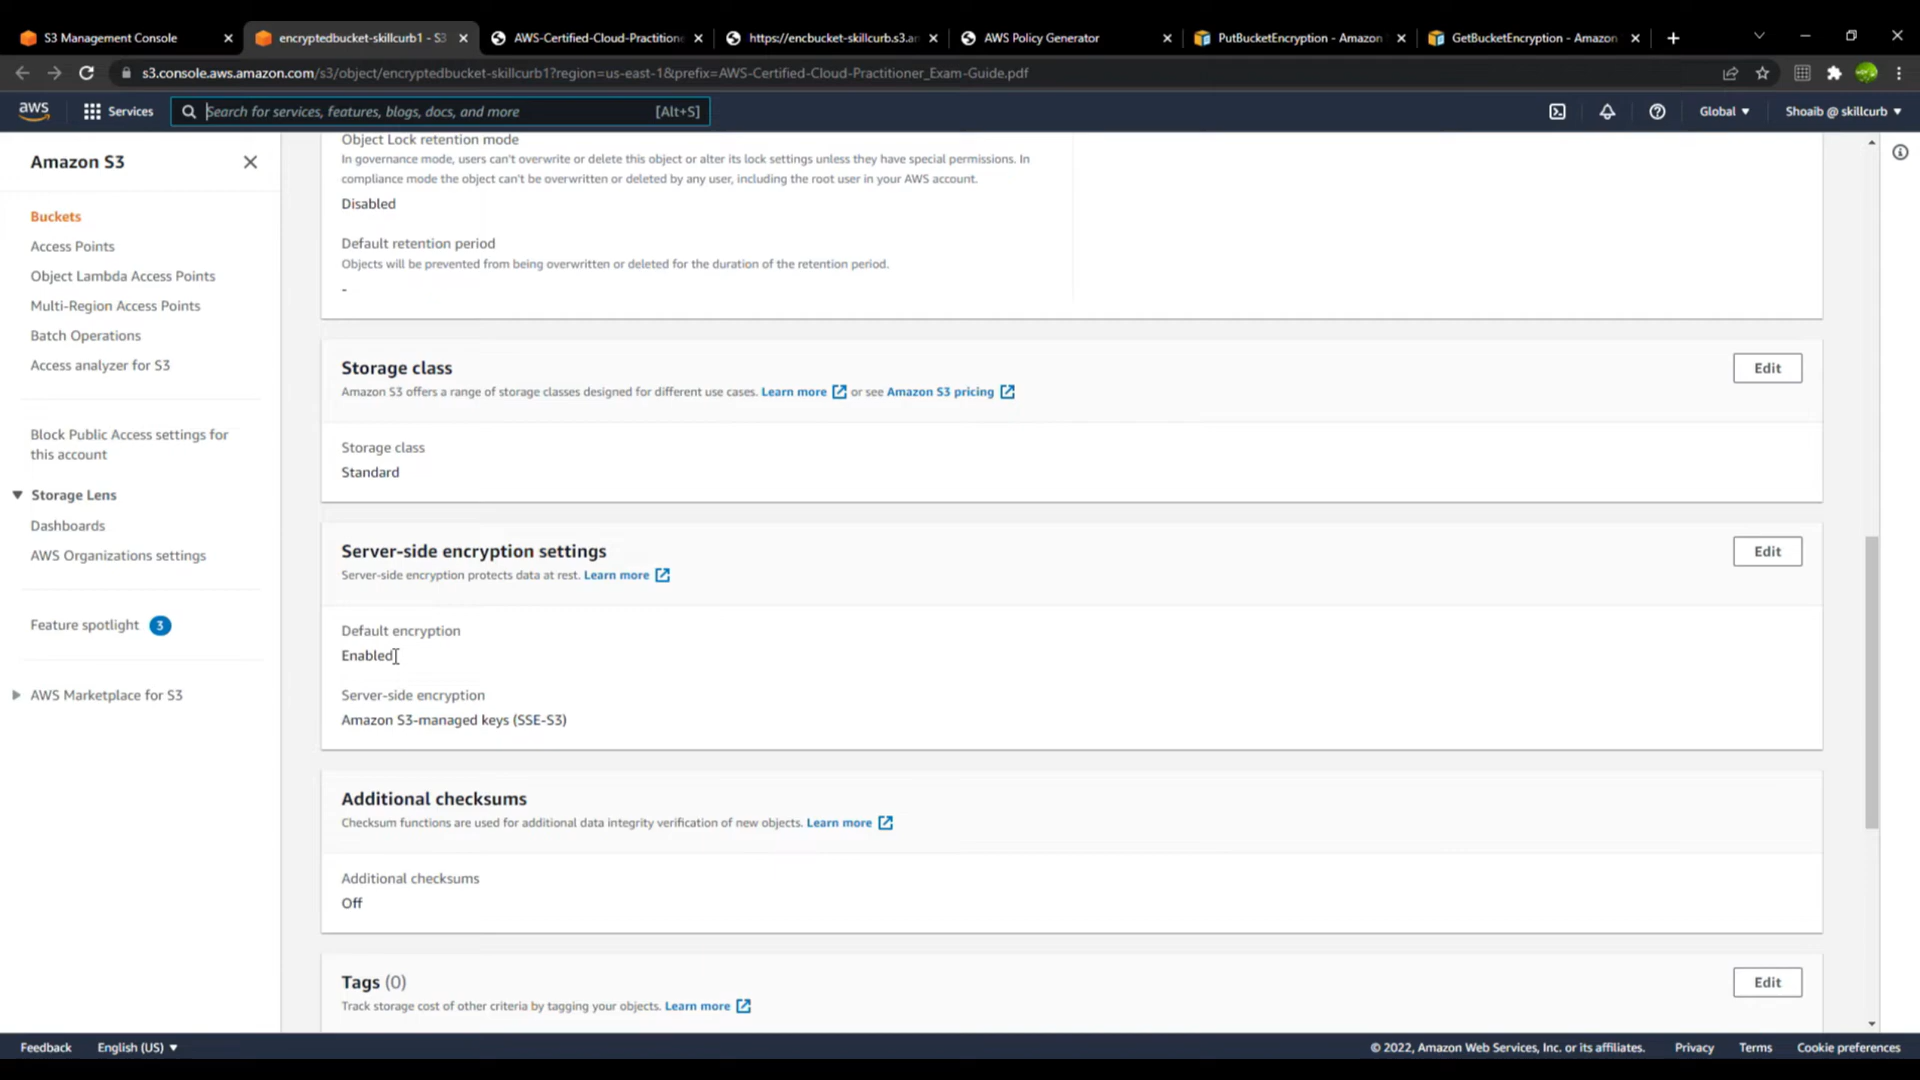 S3 Management Console
encryptedbucket-skillcurb1 - S3
AWS-Certified-Cloud-Practitione
https://encbucket-skillcurb.s3.a
AWS Policy Generator
PutBucketEncryption - Amazon
GetBucketEncryption - Amazon
s3.console.aws.amazon.com/s3/object/encryptedbucket-skillcurb1?region=us-east-1&prefix=AWS-Certified-Cloud-Practitioner_Exam-Guide.pdf
aws
Services
Search for services, features, blogs, docs, and more
[Alt+S]
Global
Shoaib @ skillcurb
Amazon S3
Buckets
Access Points
Object Lambda Access Points
Multi-Region Access Points
Batch Operations
Access analyzer for S3
Block Public Access settings for
this account
Storage Lens
Dashboards
AWS Organizations settings
Feature spotlight 3
AWS Marketplace for S3
Object Lock retention mode
In governance mode, users can't overwrite or delete this object or alter its lock settings unless they have special permissions. In
compliance mode the object can't be overwritten or deleted by any user, including the root user in your AWS account.
Disabled
Default retention period
Objects will be prevented from being overwritten or deleted for the duration of the retention period.
-
Storage class
Edit
Amazon S3 offers a range of storage classes designed for different use cases. Learn more or see Amazon S3 pricing
Storage class
Standard
Server-side encryption settings
Edit
Server-side encryption protects data at rest. Learn more
Default encryption
Enabled
Server-side encryption
Amazon S3-managed keys (SSE-S3)
Additional checksums
Checksum functions are used for additional data integrity verification of new objects. Learn more
Additional checksums
Off
Tags (0)
Edit
Track storage cost of other criteria by tagging your objects. Learn more
Feedback
English (US)
© 2022, Amazon Web Services, Inc. or its affiliates.
Privacy
Terms
Cookie preferences